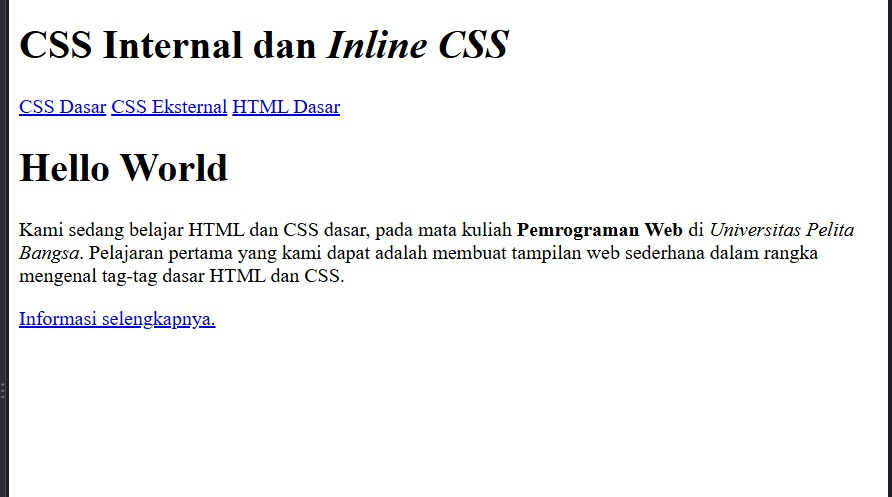 CSS Internal dan Inline CSS
CSS Dasar CSS Eksternal HTML Dasar
Hello World
Kami sedang belajar HTML dan CSS dasar, pada mata kuliah Pemrograman Web di Universitas Pelita
Bangsa. Pelajaran pertama yang kami dapat adalah membuat tampilan web sederhana dalam rangka
mengenal tag-tag dasar HTML dan CSS.
Informasi selengkapnya.